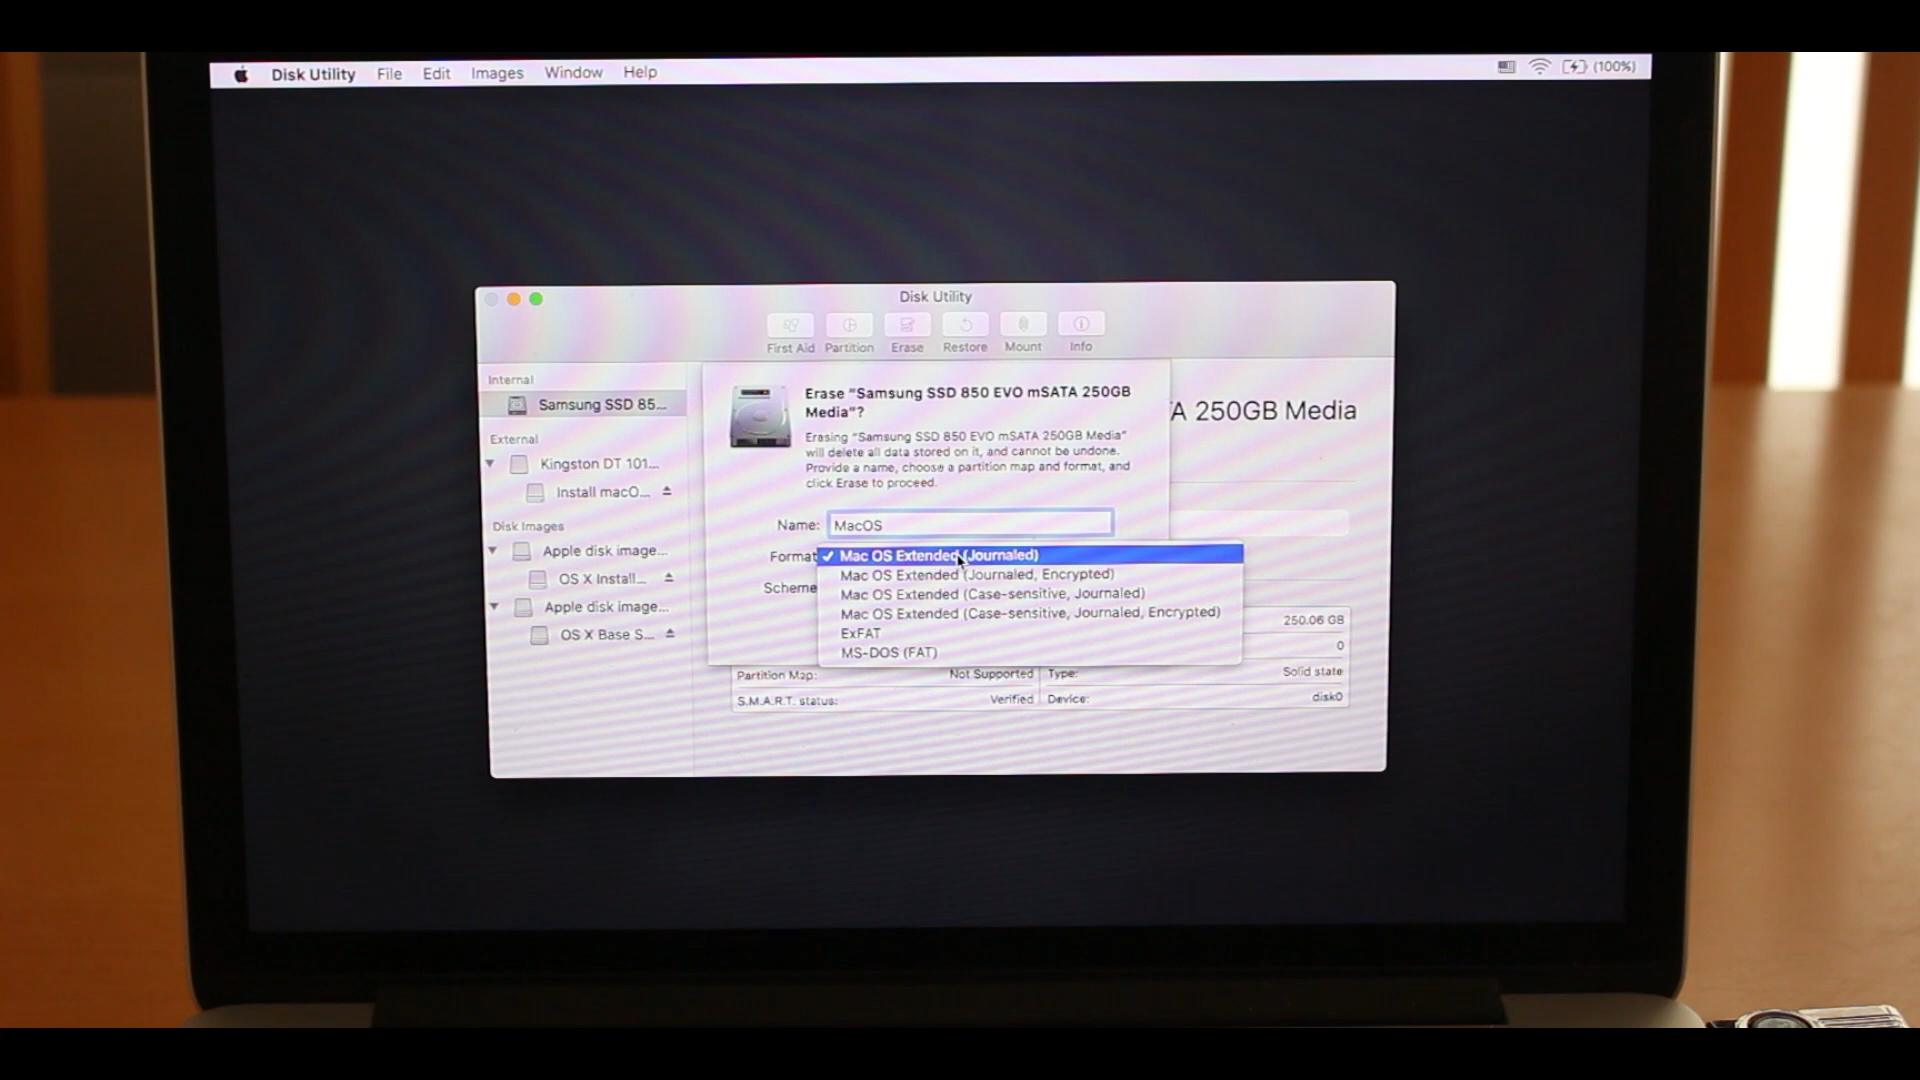 Disk Utility File Edit Images Window Help (100%)
Disk Utility
First Aid Partition Erase Restore Mount Info
Internal
Samsung SSD 85...
External
Kingston DT 101...
Install macO...
Disk Images
Apple disk image...
OS X Install...
Apple disk image...
OS X Base S...
Erase "Samsung SSD 850 EVO mSATA 250GB
Media"?
Erasing "Samsung SSD 850 EVO mSATA 250GB Media"
will delete all data stored on it, and cannot be undone.
Provide a name, choose a partition map and format, and
click Erase to proceed.
A 250GB Media
Name: MacOS
Format
Mac OS Extended (Journaled)
Mac OS Extended (Journaled, Encrypted)
Scheme
Mac OS Extended (Case-sensitive, Journaled)
Mac OS Extended (Case-sensitive, Journaled, Encrypted)
ExFAT
MS-DOS (FAT)
250.06 GB
0
Partition Map: Not Supported Type: Solid state
S.M.A.R.T. status: Verified Device: disk0